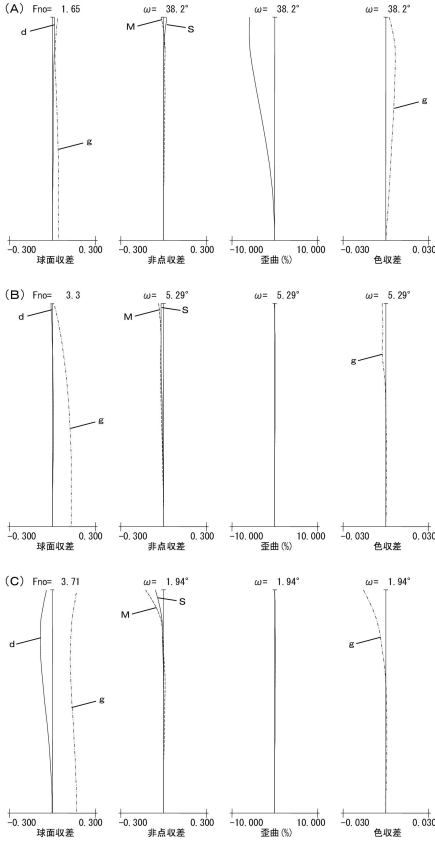 (A) Fno= 1.65 ω= 38.2° ω= 38.2° ω= 38.2°
d M S
g g
-0.300 0.300 -0.300 0.300 -10.000 10.000 -0.030 0.030
球面収差 非点収差 歪曲(%) 色収差
(B) Fno= 3.3 ω= 5.29° ω= 5.29° ω= 5.29°
d M S
g g
-0.300 0.300 -0.300 0.300 -10.000 10.000 -0.030 0.030
球面収差 非点収差 歪曲(%) 色収差
(C) Fno= 3.71 ω= 1.94° ω= 1.94° ω= 1.94°
S
M
d g
g
-0.300 0.300 -0.300 0.300 -10.000 10.000 -0.030 0.030
球面収差 非点収差 歪曲(%) 色収差